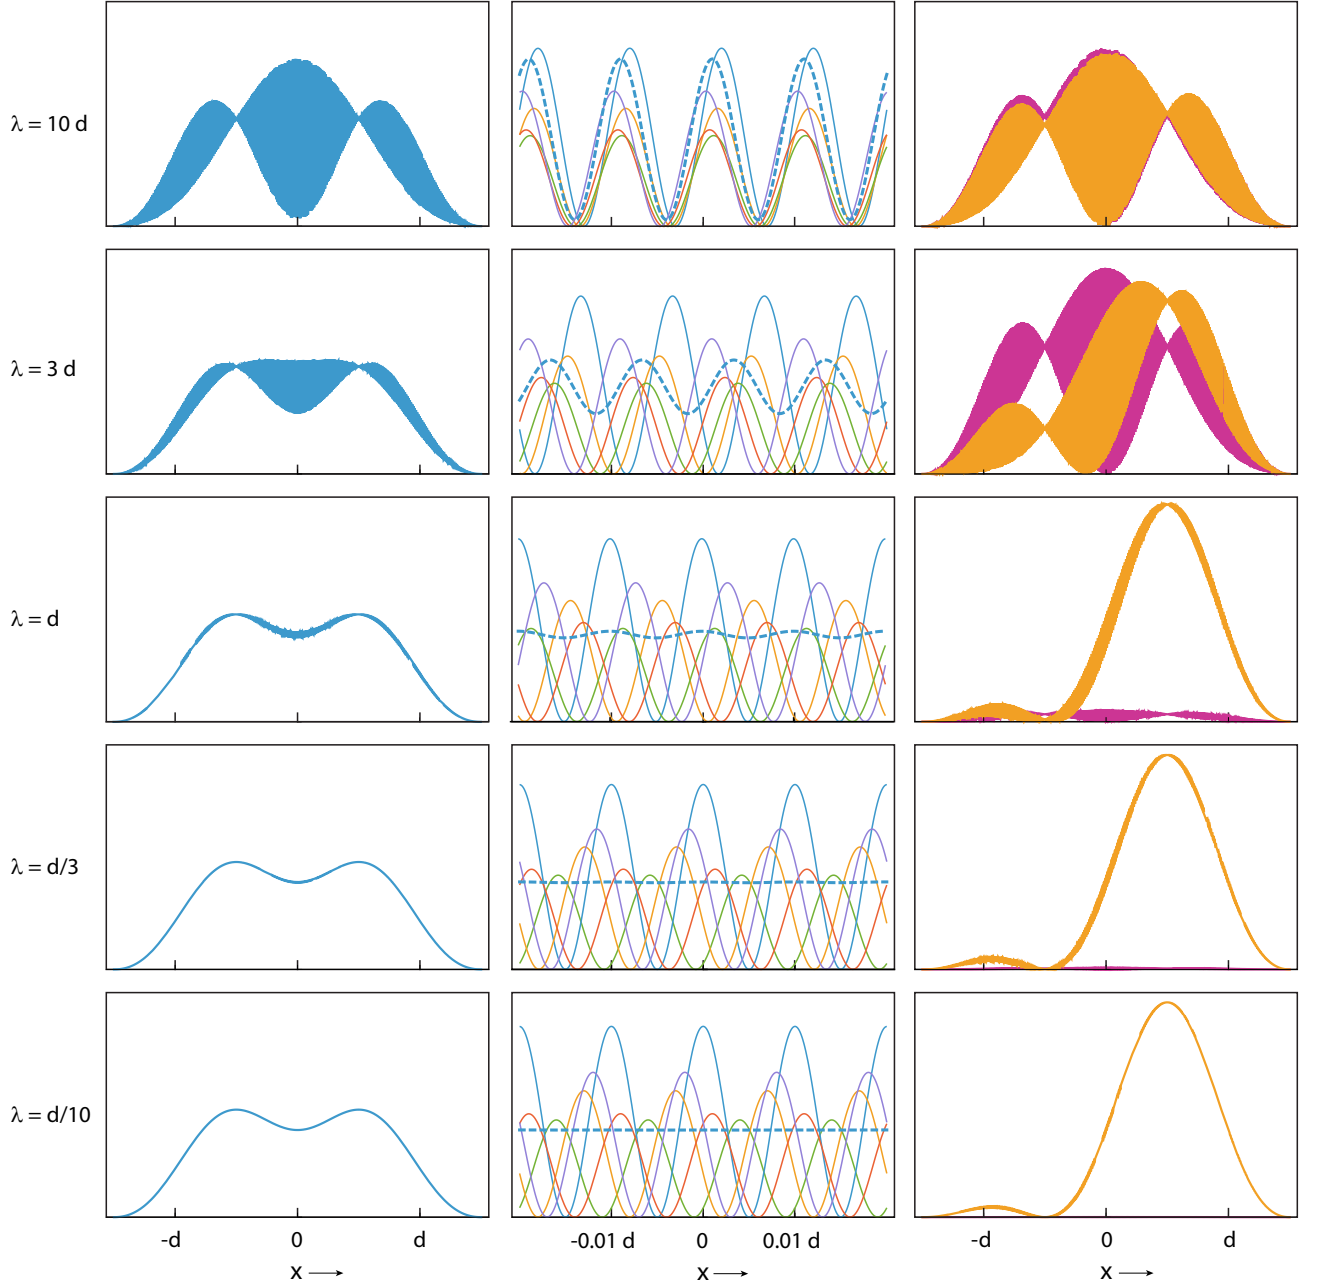 λ = 10 d
λ = 3 d
λ = d
λ = d/3
λ = d/10
-d 0 d -0.01 d 0 0.01 d -d 0 d
x → x → x →